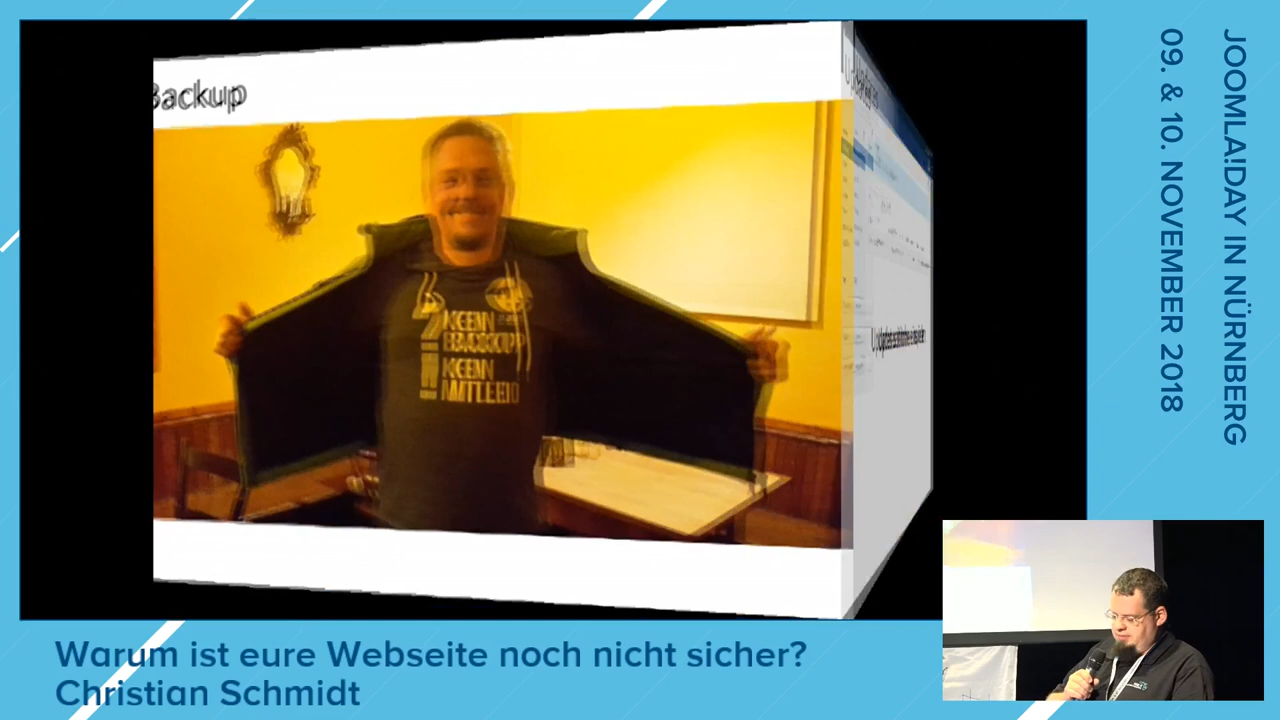 Backup
KEIN
BACKUP
KEIN
MITLEID
JOOMLA!DAY IN NÜRNBERG
09. & 10. NOVEMBER 2018
Warum ist eure Webseite noch nicht sicher?
Christian Schmidt